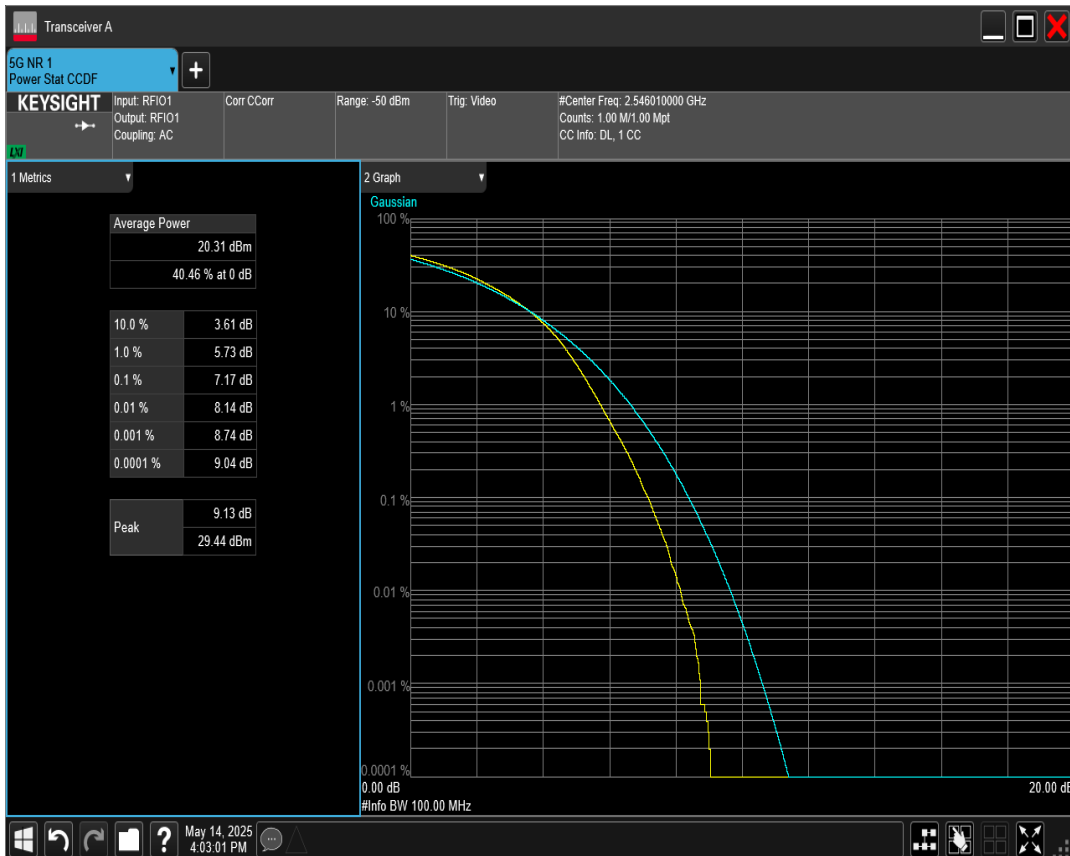 Transceiver A
5G NR 1
Power Stat CCDF
KEYSIGHT
LXI
Input: RFIO1
Output: RFIO1
Coupling: AC
Corr CCorr
Range: -50 dBm
Trig: Video
#Center Freq: 2.546010000 GHz
Counts: 1.00 M/1.00 Mpt
CC Info: DL, 1 CC
1 Metrics
Average Power
20.31 dBm
40.46 % at 0 dB
10.0 % 3.61 dB
1.0 % 5.73 dB
0.1 % 7.17 dB
0.01 % 8.14 dB
0.001 % 8.74 dB
0.0001 % 9.04 dB
Peak
9.13 dB
29.44 dBm
2 Graph
Gaussian
100 %
10 %
1 %
0.1 %
0.01 %
0.001 %
0.0001 %
0.00 dB 20.00 dB
#Info BW 100.00 MHz
?
May 14, 2025
4:03:01 PM